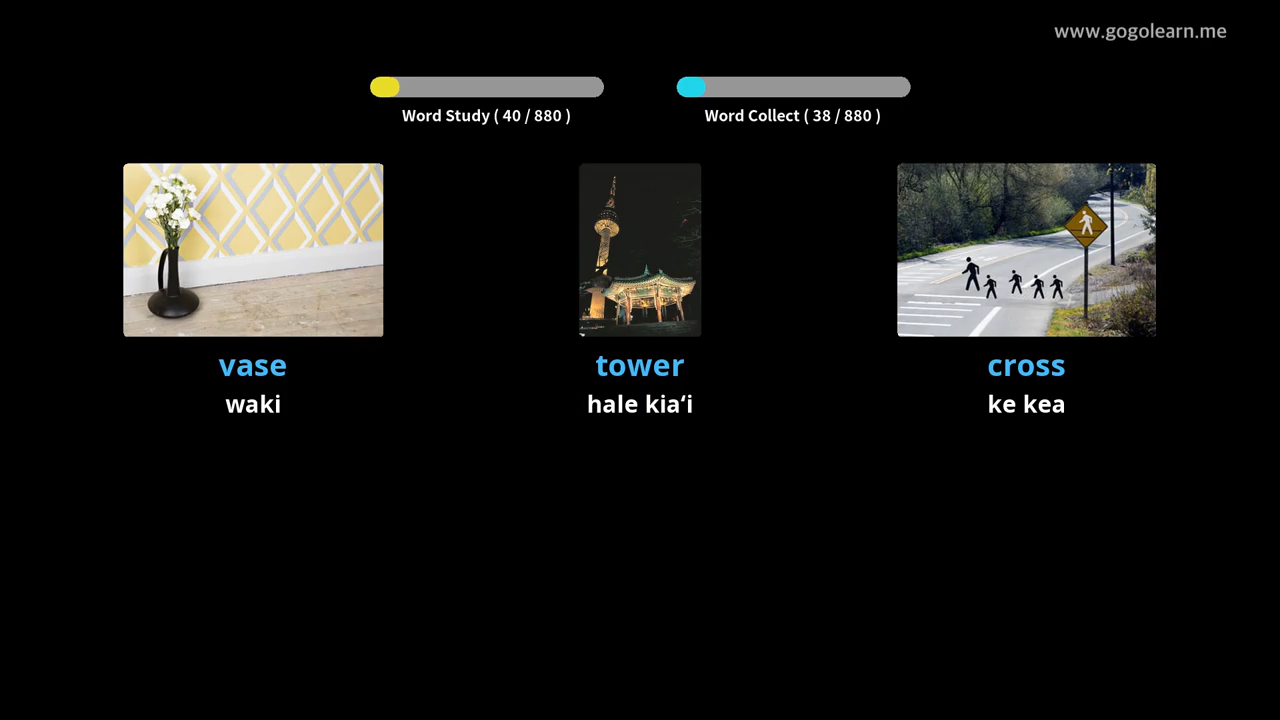 www.gogolearn.me
Word Study ( 40 / 880 )
Word Collect ( 38 / 880 )
vase
tower
cross
waki
hale kiaʻi
ke kea